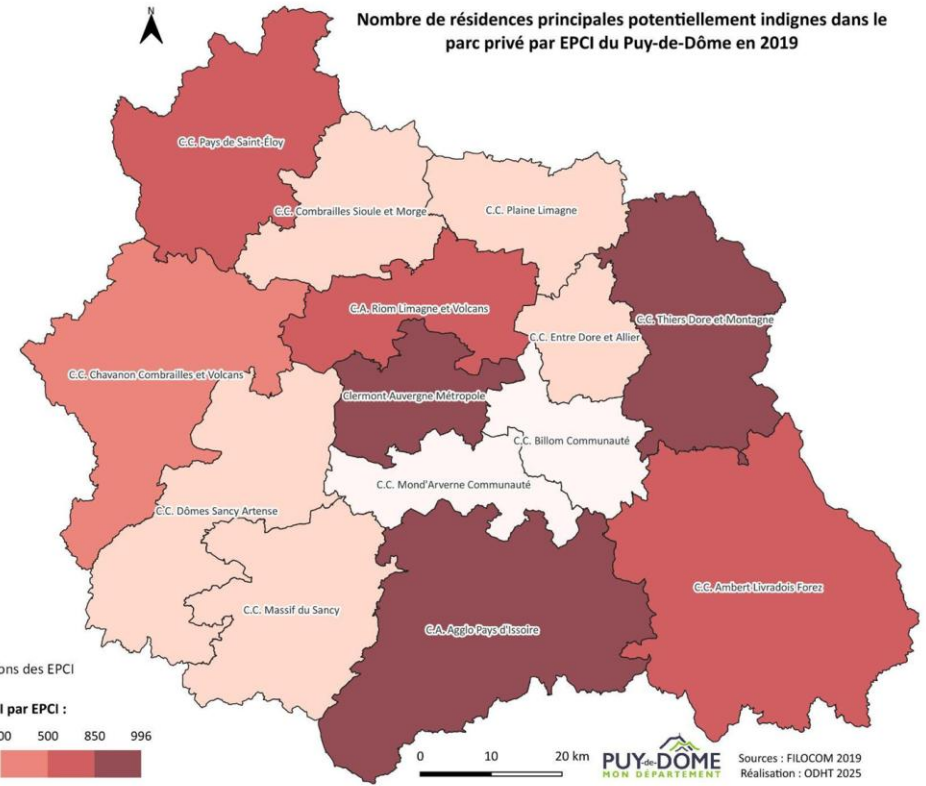 N
Nombre de résidences principales potentiellement indignes dans le
parc privé par EPCI du Puy-de-Dôme en 2019
C.C. Pays de Saint-Éloy
C.C. Combrailles Sioule et Morge
C.C. Plaine Limagne
C.A. Riom Limagne et Volcans
C.C. Thiers Dore et Montagne
C.C. Entre Dore et Allier
C.C. Chavanon Combrailles et Volcans
Clermont Auvergne Métropole
C.C. Billom Communauté
C.C. Mond'Arverne Communauté
C.C. Dômes Sancy Artense
C.C. Ambert Livradois Forez
C.C. Massif du Sancy
C.A. Agglo Pays d'Issoire
ons des EPCI
I par EPCI :
00 500 850 996
0 10 20 km
PUY-de-DÔME
MON DÉPARTEMENT
Sources : FILOCOM 2019
Réalisation : ODHT 2025